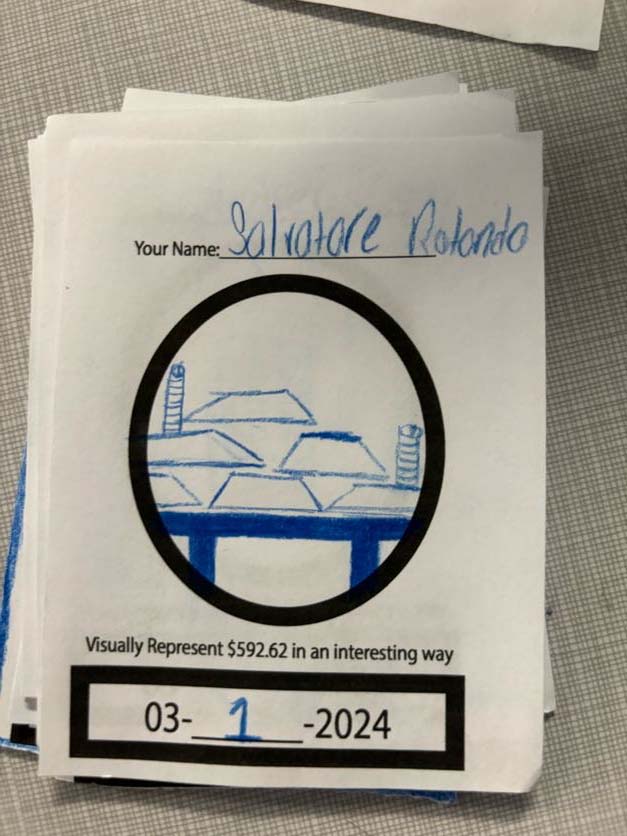 Your Name: Salvatore Rotondo
Visually Represent $592.62 in an interesting way
03- 1 -2024